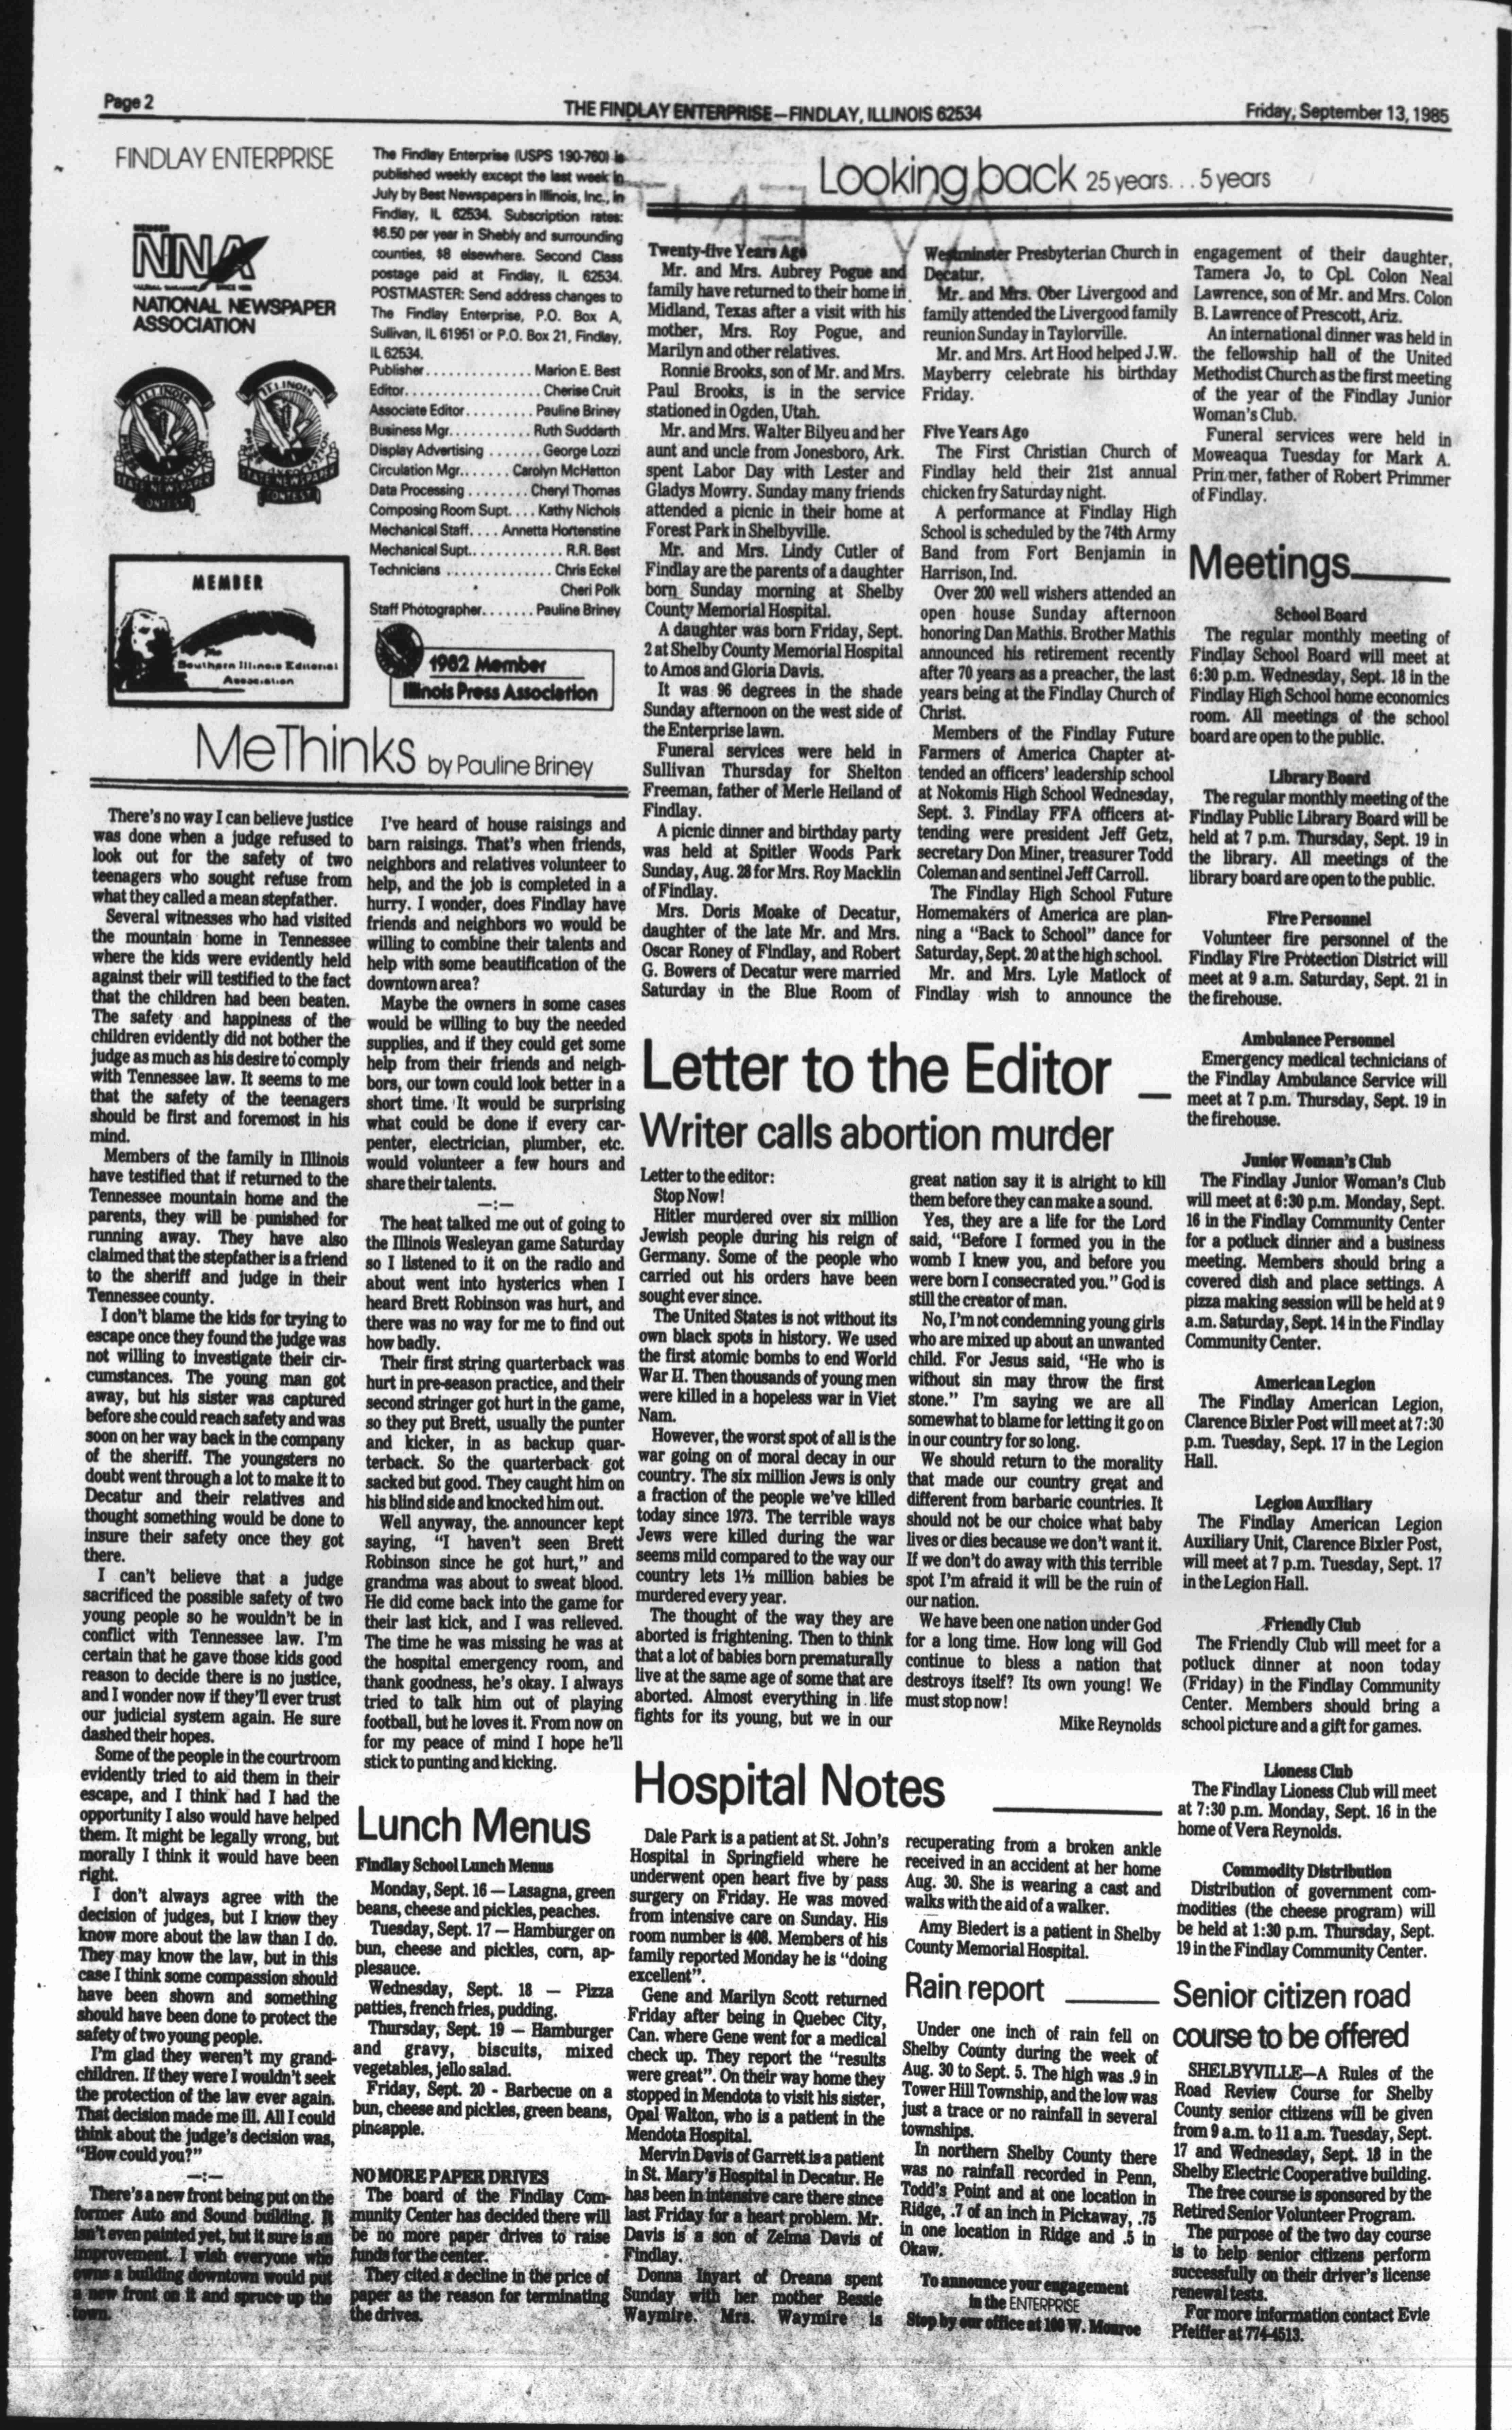 Page 2
THE FINDLAY ENTERPRISE—FINDLAY, ILLINOIS 62534
Friday, September 13, 1985
FINDLAY ENTERPRISE
MEMBER
NNA
NATIONAL NEWSPAPER
ASSOCIATION
ILLINOIS
ILLINOIS
CONTEST
CONTEST
MEMBER
The
Southern Illinois Editorial
Association
The Findlay Enterprise (USPS 190-760) is
published weekly except the last week in
July by Best Newspapers in Illinois, Inc., in
Findlay, IL 62534. Subscription rates:
$6.50 per year in Shebly and surrounding
counties, $8 elsewhere. Second Class
postage paid at Findlay, IL 62534.
POSTMASTER: Send address changes to
The Findlay Enterprise, P.O. Box A,
Sullivan, IL 61951 or P.O. Box 21, Findlay,
IL 62534.
Publisher............. Marion E. Best
Editor.................. Cherise Cruit
Associate Editor......... Pauline Briney
Business Mgr........... Ruth Suddarth
Display Advertising ....... George Lozzi
Circulation Mgr....... Carolyn McHatton
Data Processing ........ Cheryl Thomas
Composing Room Supt.... Kathy Nichols
Mechanical Staff.... Annetta Hortenstine
Mechanical Supt............. R.R. Best
Technicians .............. Chris Eckel
Cheri Polk
Staff Photographer....... Pauline Briney
1982 Member
Illinois Press Association
MeThinks by Pauline Briney
There's no way I can believe justice
was done when a judge refused to
look out for the safety of two
teenagers who sought refuse from
what they called a mean stepfather.
Several witnesses who had visited
the mountain home in Tennessee
where the kids were evidently held
against their will testified to the fact
that the children had been beaten.
The safety and happiness of the
children evidently did not bother the
judge as much as his desire to comply
with Tennessee law. It seems to me
that the safety of the teenagers
should be first and foremost in his
mind.
Members of the family in Illinois
have testified that if returned to the
Tennessee mountain home and the
parents, they will be punished for
running away. They have also
claimed that the stepfather is a friend
to the sheriff and judge in their
Tennessee county.
I don't blame the kids for trying to
escape once they found the judge was
not willing to investigate their cir-
cumstances. The young man got
away, but his sister was captured
before she could reach safety and was
soon on her way back in the company
of the sheriff. The youngsters no
doubt went through a lot to make it to
Decatur and their relatives and
thought something would be done to
insure their safety once they got
there.
I can't believe that a judge
sacrificed the possible safety of two
young people so he wouldn't be in
conflict with Tennessee law. I'm
certain that he gave those kids good
reason to decide there is no justice,
and I wonder now if they'll ever trust
our judicial system again. He sure
dashed their hopes.
Some of the people in the courtroom
evidently tried to aid them in their
escape, and I think had I had the
opportunity I also would have helped
them. It might be legally wrong, but
morally I think it would have been
right.
I don't always agree with the
decision of judges, but I know they
know more about the law than I do.
They may know the law, but in this
case I think some compassion should
have been shown and something
should have been done to protect the
safety of two young people.
I'm glad they weren't my grand-
children. If they were I wouldn't seek
the protection of the law ever again.
That decision made me ill. All I could
think about the judge's decision was,
"How could you?"
—:—
There's a new front being put on the
former Auto and Sound building. It
isn't even painted yet, but it sure is an
improvement. I wish everyone who
owns a building downtown would put
a new front on it and spruce up the
town.
I've heard of house raisings and
barn raisings. That's when friends,
neighbors and relatives volunteer to
help, and the job is completed in a
hurry. I wonder, does Findlay have
friends and neighbors wo would be
willing to combine their talents and
help with some beautification of the
downtown area?
Maybe the owners in some cases
would be willing to buy the needed
supplies, and if they could get some
help from their friends and neigh-
bors, our town could look better in a
short time. It would be surprising
what could be done if every car-
penter, electrician, plumber, etc.
would volunteer a few hours and
share their talents.
—:—
The heat talked me out of going to
the Illinois Wesleyan game Saturday
so I listened to it on the radio and
about went into hysterics when I
heard Brett Robinson was hurt, and
there was no way for me to find out
how badly.
Their first string quarterback was
hurt in pre-season practice, and their
second stringer got hurt in the game,
so they put Brett, usually the punter
and kicker, in as backup quar-
terback. So the quarterback got
sacked but good. They caught him on
his blind side and knocked him out.
Well anyway, the announcer kept
saying, "I haven't seen Brett
Robinson since he got hurt," and
grandma was about to sweat blood.
He did come back into the game for
their last kick, and I was relieved.
The time he was missing he was at
the hospital emergency room, and
thank goodness, he's okay. I always
tried to talk him out of playing
football, but he loves it. From now on
for my peace of mind I hope he'll
stick to punting and kicking.
Lunch Menus
Findlay School Lunch Menus
Monday, Sept. 16 — Lasagna, green
beans, cheese and pickles, peaches.
Tuesday, Sept. 17 — Hamburger on
bun, cheese and pickles, corn, ap-
plesauce.
Wednesday, Sept. 18 — Pizza
patties, french fries, pudding.
Thursday, Sept. 19 — Hamburger
and gravy, biscuits, mixed
vegetables, jello salad.
Friday, Sept. 20 - Barbecue on a
bun, cheese and pickles, green beans,
pineapple.
NO MORE PAPER DRIVES
The board of the Findlay Com-
munity Center has decided there will
be no more paper drives to raise
funds for the center.
They cited a decline in the price of
paper as the reason for terminating
the drives.
Looking back 25 years... 5 years
Twenty-five Years Ago
Mr. and Mrs. Aubrey Pogue and
family have returned to their home in
Midland, Texas after a visit with his
mother, Mrs. Roy Pogue, and
Marilyn and other relatives.
Ronnie Brooks, son of Mr. and Mrs.
Paul Brooks, is in the service
stationed in Ogden, Utah.
Mr. and Mrs. Walter Bilyeu and her
aunt and uncle from Jonesboro, Ark.
spent Labor Day with Lester and
Gladys Mowry. Sunday many friends
attended a picnic in their home at
Forest Park in Shelbyville.
Mr. and Mrs. Lindy Cutler of
Findlay are the parents of a daughter
born Sunday morning at Shelby
County Memorial Hospital.
A daughter was born Friday, Sept.
2 at Shelby County Memorial Hospital
to Amos and Gloria Davis.
It was 96 degrees in the shade
Sunday afternoon on the west side of
the Enterprise lawn.
Funeral services were held in
Sullivan Thursday for Shelton
Freeman, father of Merle Heiland of
Findlay.
A picnic dinner and birthday party
was held at Spitler Woods Park
Sunday, Aug. 28 for Mrs. Roy Macklin
of Findlay.
Mrs. Doris Moake of Decatur,
daughter of the late Mr. and Mrs.
Oscar Roney of Findlay, and Robert
G. Bowers of Decatur were married
Saturday in the Blue Room of
Westminster Presbyterian Church in
Decatur.
Mr. and Mrs. Ober Livergood and
family attended the Livergood family
reunion Sunday in Taylorville.
Mr. and Mrs. Art Hood helped J.W.
Mayberry celebrate his birthday
Friday.
Five Years Ago
The First Christian Church of
Findlay held their 21st annual
chicken fry Saturday night.
A performance at Findlay High
School is scheduled by the 74th Army
Band from Fort Benjamin in
Harrison, Ind.
Over 200 well wishers attended an
open house Sunday afternoon
honoring Dan Mathis. Brother Mathis
announced his retirement recently
after 70 years as a preacher, the last
years being at the Findlay Church of
Christ.
Members of the Findlay Future
Farmers of America Chapter at-
tended an officers' leadership school
at Nokomis High School Wednesday,
Sept. 3. Findlay FFA officers at-
tending were president Jeff Getz,
secretary Don Miner, treasurer Todd
Coleman and sentinel Jeff Carroll.
The Findlay High School Future
Homemakers of America are plan-
ning a "Back to School" dance for
Saturday, Sept. 20 at the high school.
Mr. and Mrs. Lyle Matlock of
Findlay wish to announce the
engagement of their daughter,
Tamera Jo, to Cpl. Colon Neal
Lawrence, son of Mr. and Mrs. Colon
B. Lawrence of Prescott, Ariz.
An international dinner was held in
the fellowship hall of the United
Methodist Church as the first meeting
of the year of the Findlay Junior
Woman's Club.
Funeral services were held in
Moweaqua Tuesday for Mark A.
Prinmer, father of Robert Primmer
of Findlay.
Letter to the Editor
Writer calls abortion murder
Letter to the editor:
Stop Now!
Hitler murdered over six million
Jewish people during his reign of
Germany. Some of the people who
carried out his orders have been
sought ever since.
The United States is not without its
own black spots in history. We used
the first atomic bombs to end World
War II. Then thousands of young men
were killed in a hopeless war in Viet
Nam.
However, the worst spot of all is the
war going on of moral decay in our
country. The six million Jews is only
a fraction of the people we've killed
today since 1973. The terrible ways
Jews were killed during the war
seems mild compared to the way our
country lets 1½ million babies be
murdered every year.
The thought of the way they are
aborted is frightening. Then to think
that a lot of babies born prematurally
live at the same age of some that are
aborted. Almost everything in life
fights for its young, but we in our
great nation say it is alright to kill
them before they can make a sound.
Yes, they are a life for the Lord
said, "Before I formed you in the
womb I knew you, and before you
were born I consecrated you." God is
still the creator of man.
No, I'm not condemning young girls
who are mixed up about an unwanted
child. For Jesus said, "He who is
without sin may throw the first
stone." I'm saying we are all
somewhat to blame for letting it go on
in our country for so long.
We should return to the morality
that made our country great and
different from barbaric countries. It
should not be our choice what baby
lives or dies because we don't want it.
If we don't do away with this terrible
spot I'm afraid it will be the ruin of
our nation.
We have been one nation under God
for a long time. How long will God
continue to bless a nation that
destroys itself? Its own young! We
must stop now!
Mike Reynolds
Hospital Notes
Dale Park is a patient at St. John's
Hospital in Springfield where he
underwent open heart five by pass
surgery on Friday. He was moved
from intensive care on Sunday. His
room number is 408. Members of his
family reported Monday he is "doing
excellent".
Gene and Marilyn Scott returned
Friday after being in Quebec City,
Can. where Gene went for a medical
check up. They report the "results
were great". On their way home they
stopped in Mendota to visit his sister,
Opal Walton, who is a patient in the
Mendota Hospital.
Mervin Davis of Garrett is a patient
in St. Mary's Hospital in Decatur. He
has been in intensive care there since
last Friday for a heart problem. Mr.
Davis is a son of Zelma Davis of
Findlay.
Donna Inyart of Oreana spent
Sunday with her mother Bessie
Waymire. Mrs. Waymire is
recuperating from a broken ankle
received in an accident at her home
Aug. 30. She is wearing a cast and
walks with the aid of a walker.
Amy Biedert is a patient in Shelby
County Memorial Hospital.
Rain report
Under one inch of rain fell on
Shelby County during the week of
Aug. 30 to Sept. 5. The high was .9 in
Tower Hill Township, and the low was
just a trace or no rainfall in several
townships.
In northern Shelby County there
was no rainfall recorded in Penn,
Todd's Point and at one location in
Ridge, .7 of an inch in Pickaway, .75
in one location in Ridge and .5 in
Okaw.
To announce your engagement
in the ENTERPRISE
Stop by our office at 100 W. Monroe
Meetings
School Board
The regular monthly meeting of
Findlay School Board will meet at
6:30 p.m. Wednesday, Sept. 18 in the
Findlay High School home economics
room. All meetings of the school
board are open to the public.
Library Board
The regular monthly meeting of the
Findlay Public Library Board will be
held at 7 p.m. Thursday, Sept. 19 in
the library. All meetings of the
library board are open to the public.
Fire Personnel
Volunteer fire personnel of the
Findlay Fire Protection District will
meet at 9 a.m. Saturday, Sept. 21 in
the firehouse.
Ambulance Personnel
Emergency medical technicians of
the Findlay Ambulance Service will
meet at 7 p.m. Thursday, Sept. 19 in
the firehouse.
Junior Woman's Club
The Findlay Junior Woman's Club
will meet at 6:30 p.m. Monday, Sept.
16 in the Findlay Community Center
for a potluck dinner and a business
meeting. Members should bring a
covered dish and place settings. A
pizza making session will be held at 9
a.m. Saturday, Sept. 14 in the Findlay
Community Center.
American Legion
The Findlay American Legion,
Clarence Bixler Post will meet at 7:30
p.m. Tuesday, Sept. 17 in the Legion
Hall.
Legion Auxiliary
The Findlay American Legion
Auxiliary Unit, Clarence Bixler Post,
will meet at 7 p.m. Tuesday, Sept. 17
in the Legion Hall.
Friendly Club
The Friendly Club will meet for a
potluck dinner at noon today
(Friday) in the Findlay Community
Center. Members should bring a
school picture and a gift for games.
Lioness Club
The Findlay Lioness Club will meet
at 7:30 p.m. Monday, Sept. 16 in the
home of Vera Reynolds.
Commodity Distribution
Distribution of government com-
modities (the cheese program) will
be held at 1:30 p.m. Thursday, Sept.
19 in the Findlay Community Center.
Senior citizen road
course to be offered
SHELBYVILLE—A Rules of the
Road Review Course for Shelby
County senior citizens will be given
from 9 a.m. to 11 a.m. Tuesday, Sept.
17 and Wednesday, Sept. 18 in the
Shelby Electric Cooperative building.
The free course is sponsored by the
Retired Senior Volunteer Program.
The purpose of the two day course
is to help senior citizens perform
successfully on their driver's license
renewal tests.
For more information contact Evie
Pfeiffer at 774-4513.